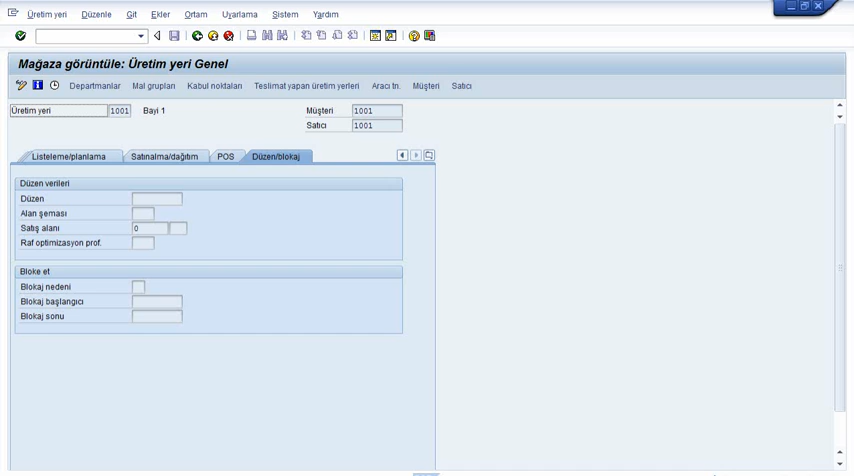 Üretim yeri Düzenle Git Ekler Ortam Uyarlama Sistem Yardım
Mağaza görüntüle: Üretim yeri Genel
Departmanlar Mal grupları Kabul noktaları Teslimat yapan üretim yerleri Aracı tn. Müşteri Satıcı
Üretim yeri 1001 Bayi 1 Müşteri 1001
Satıcı 1001
Listeleme/planlama Satınalma/dağıtım POS Düzen/blokaj
Düzen verileri
Düzen
Alan şeması
Satış alanı 0
Raf optimizasyon prof.
Bloke et
Blokaj nedeni
Blokaj başlangıcı
Blokaj sonu